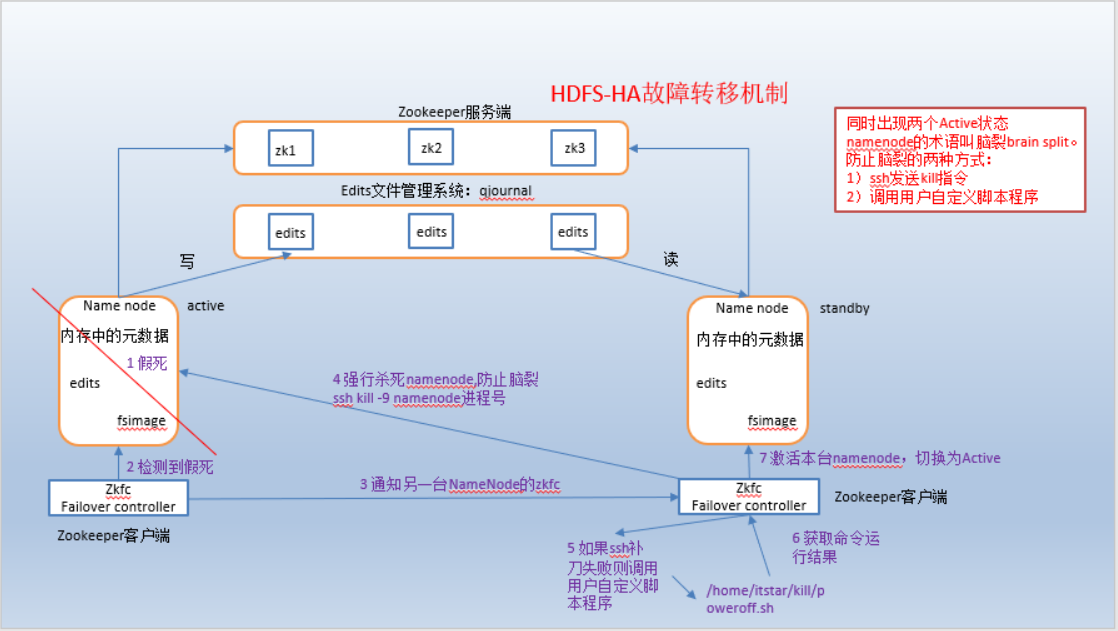 HDFS-HA故障转移机制
Zookeeper服务端
zk1
zk2
zk3
同时出现两个Active状态
namenode的术语叫脑裂brain split。
防止脑裂的两种方式：
1）ssh发送kill指令
2）调用用户自定义脚本程序
Edits文件管理系统：qjournal
edits
edits
edits
写
读
Name node
active
内存中的元数据
1 假死
edits
fsimage
Name node
standby
内存中的元数据
edits
fsimage
4 强行杀死namenode,防止脑裂
ssh kill -9 namenode进程号
2 检测到假死
7 激活本台namenode，切换为Active
Zkfc
Failover controller
Zookeeper客户端
3 通知另一台NameNode的zkfc
Zkfc
Failover controller
Zookeeper客户端
5 如果ssh补
刀失败则调用
用户自定义脚
本程序
6 获取命令运
行结果
/home/itstar/kill/p
oweroff.sh